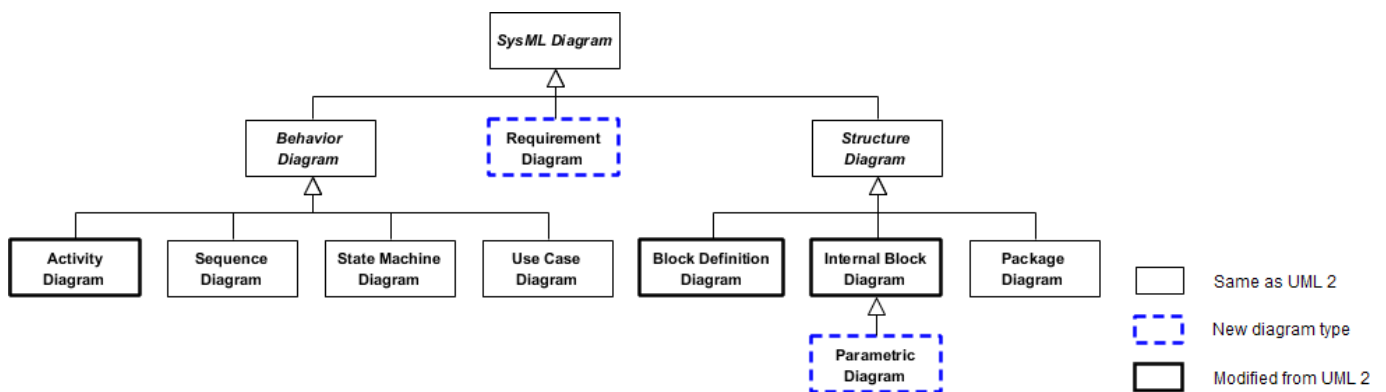 SysML Diagram
Behavior
Diagram
Requirement
Diagram
Structure
Diagram
Activity
Diagram
Sequence
Diagram
State Machine
Diagram
Use Case
Diagram
Block Definition
Diagram
Internal Block
Diagram
Package
Diagram
Parametric
Diagram
Same as UML 2
New diagram type
Modified from UML 2